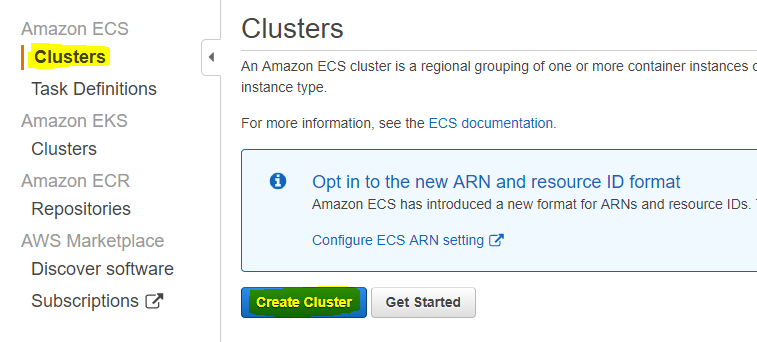 Amazon ECS
Clusters
Task Definitions
Amazon EKS
Clusters
Amazon ECR
Repositories
AWS Marketplace
Discover software
Subscriptions
Clusters
An Amazon ECS cluster is a regional grouping of one or more container instances
instance type.
For more information, see the ECS documentation.
Opt in to the new ARN and resource ID format
Amazon ECS has introduced a new format for ARNs and resource IDs.
Configure ECS ARN setting
Create Cluster
Get Started